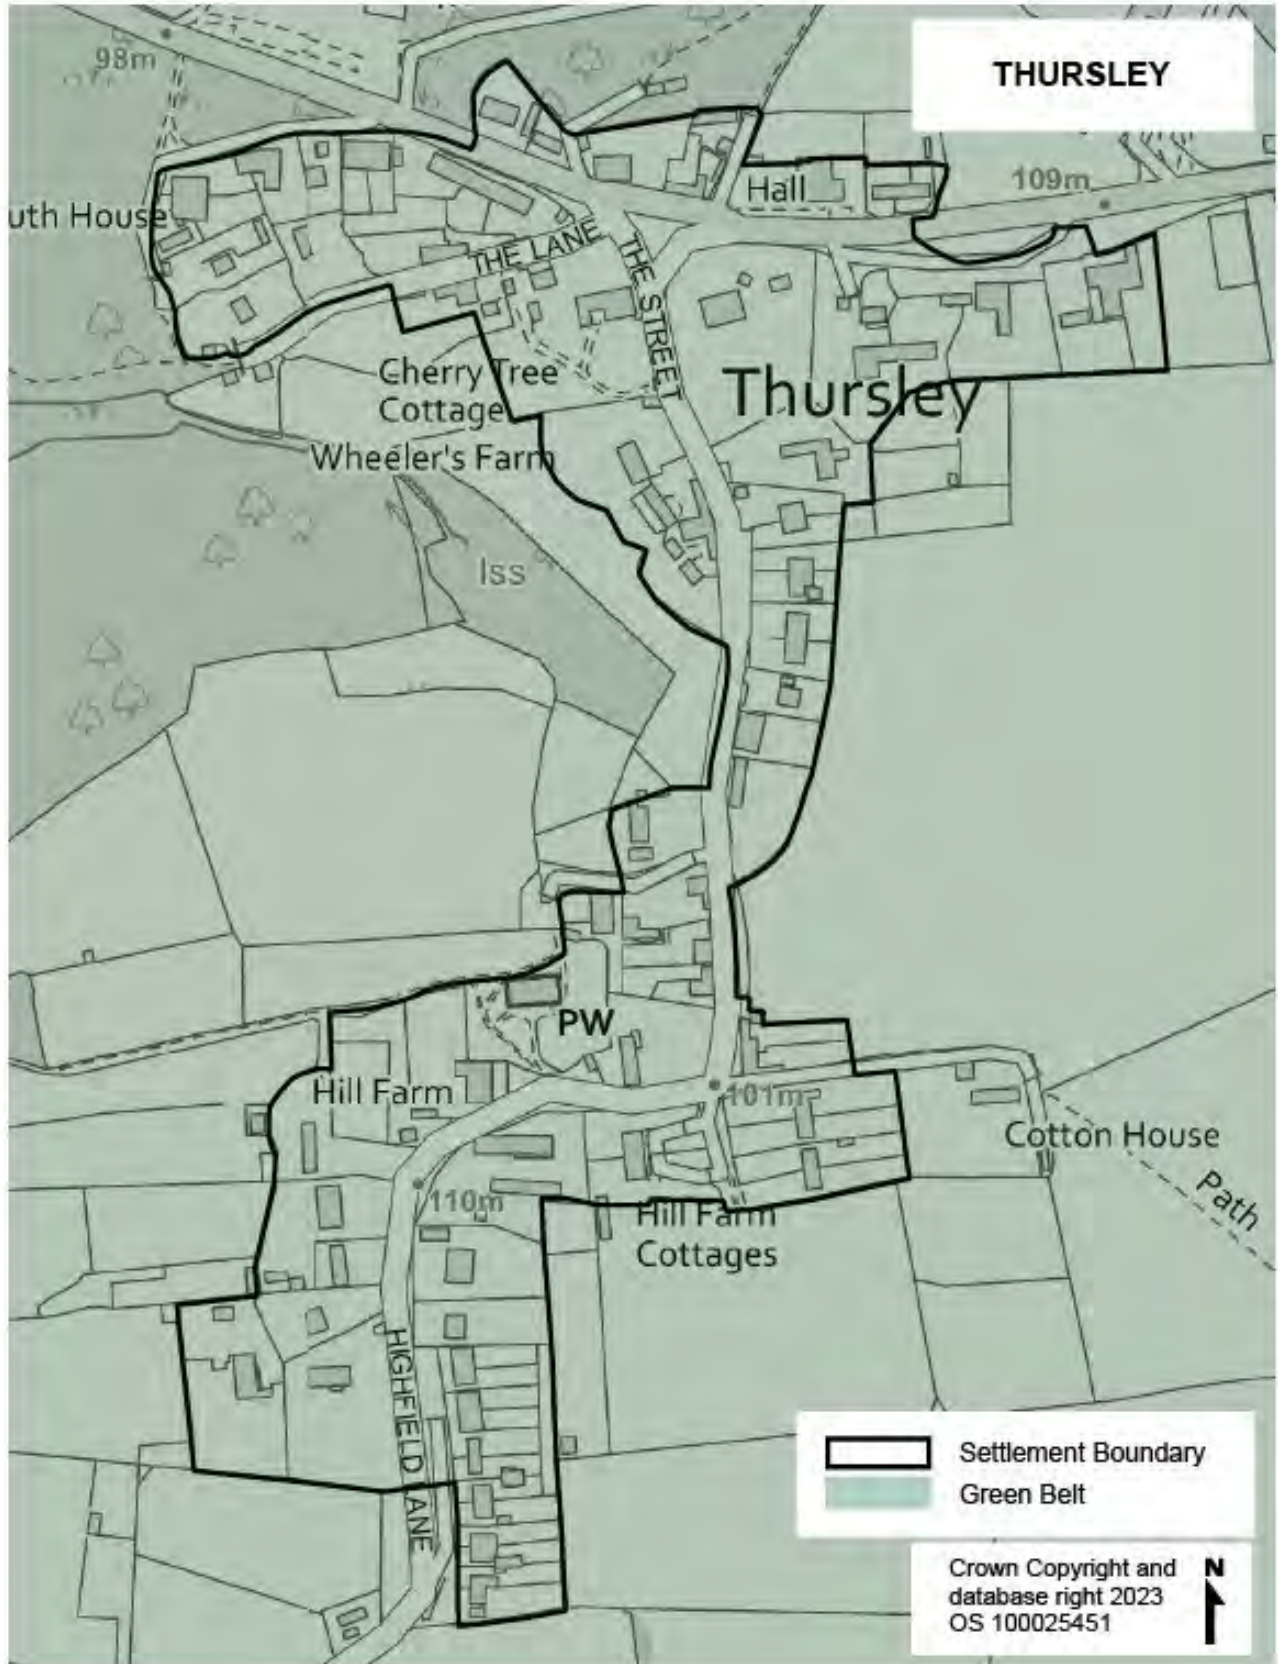 THURSLEY
98m
109m
Hall
uth House
THE LANE
THE STREET
Cherry Tree
Cottage
Thursley
Wheeler's Farm
Iss
PW
Hill Farm
101m
Cotton House
Path
110m
Hill Farm
Cottages
HIGHFIELD LANE
Settlement Boundary
Green Belt
Crown Copyright and
database right 2023
OS 100025451
N